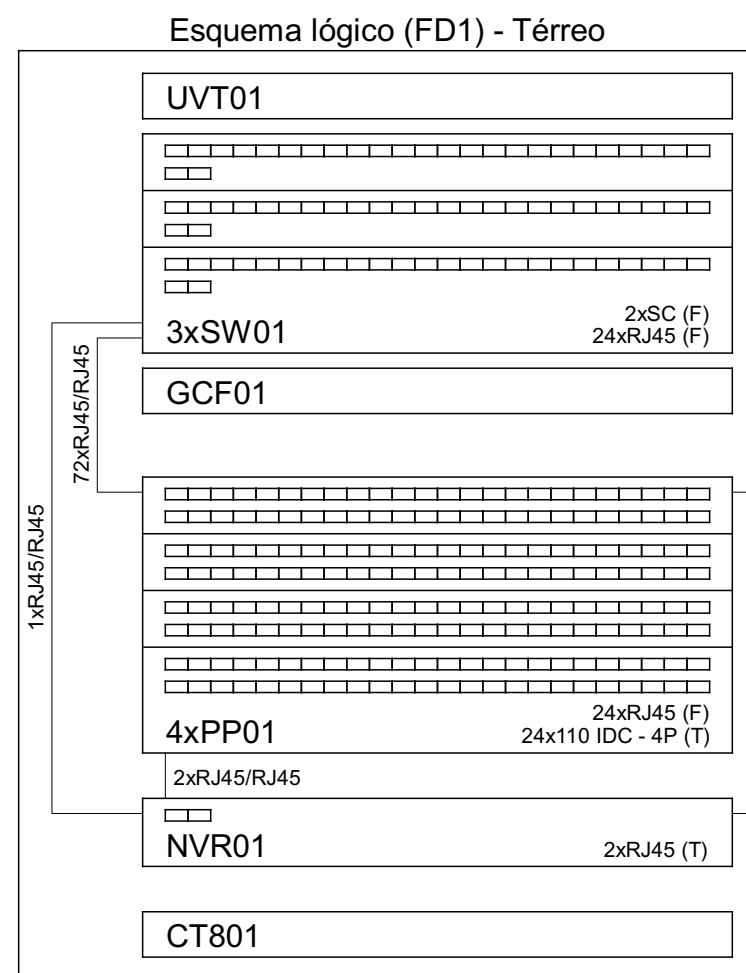 Esquema lógico (FD1) - Térreo
UVT01
3xSW01
2xSC (F)
24xRJ45 (F)
GCF01
72xRJ45/RJ45
1xRJ45/RJ45
4xPP01
24xRJ45 (F)
24x110 IDC - 4P (T)
2xRJ45/RJ45
NVR01
2xRJ45 (T)
CT801